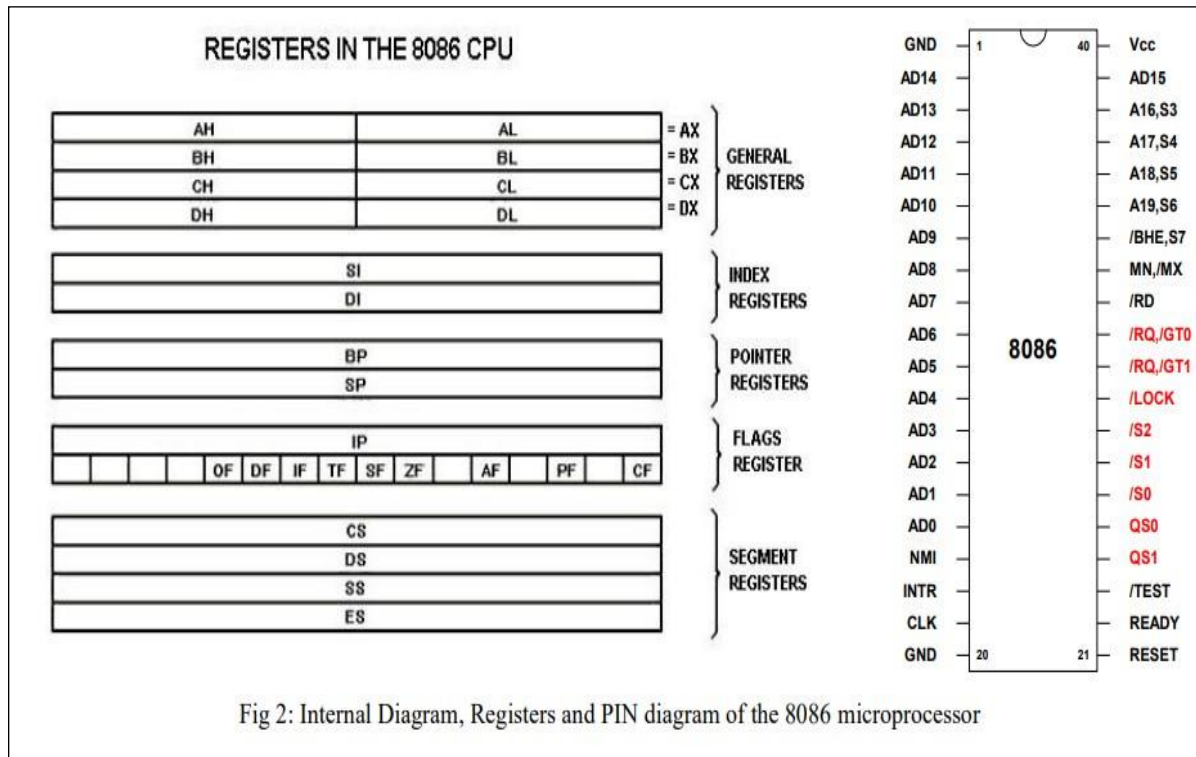 REGISTERS IN THE 8086 CPU
AH AL = AX
BH BL = BX
CH CL = CX
DH DL = DX
GENERAL
REGISTERS
SI
DI
INDEX
REGISTERS
BP
SP
POINTER
REGISTERS
IP
OF DF IF TF SF ZF AF PF CF
FLAGS
REGISTER
CS
DS
SS
ES
SEGMENT
REGISTERS
GND 1 40 Vcc
AD14 AD15
AD13 A16,S3
AD12 A17,S4
AD11 A18,S5
AD10 A19,S6
AD9 /BHE,S7
AD8 MN,/MX
AD7 /RD
AD6 /RQ,/GT0
8086
AD5 /RQ,/GT1
AD4 /LOCK
AD3 /S2
AD2 /S1
AD1 /S0
AD0 QS0
NMI QS1
INTR /TEST
CLK READY
GND 20 21 RESET
Fig 2: Internal Diagram, Registers and PIN diagram of the 8086 microprocessor